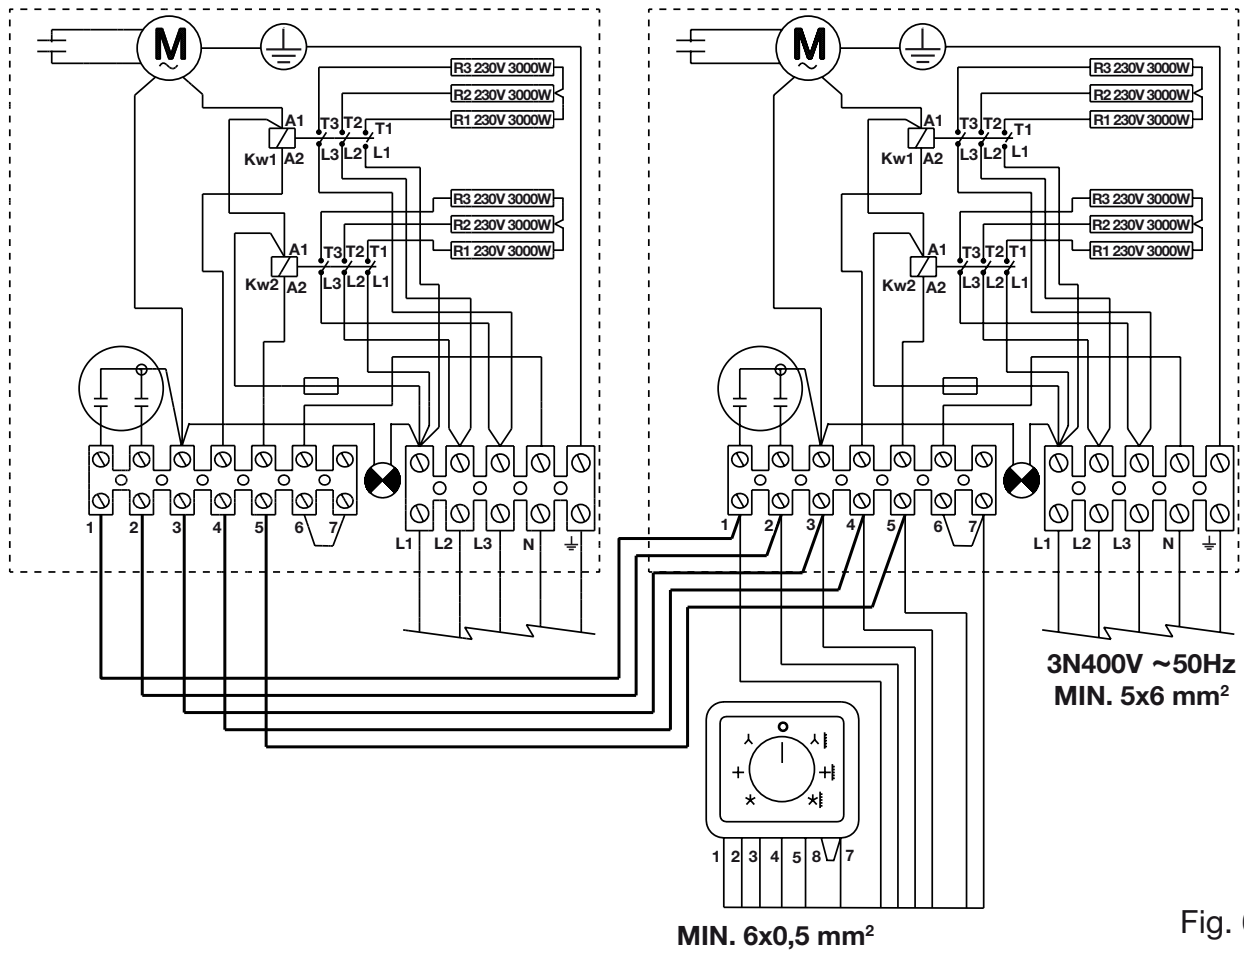 M M
R3 230V 3000W R3 230V 3000W
R2 230V 3000W R2 230V 3000W
R1 230V 3000W R1 230V 3000W
A1 T3 T2 T1 A1 T3 T2 T1
Kw1 A2 L3 L2 L1 Kw1 A2 L3 L2 L1
R3 230V 3000W R3 230V 3000W
R2 230V 3000W R2 230V 3000W
R1 230V 3000W R1 230V 3000W
A1 T3 T2 T1 A1 T3 T2 T1
Kw2 A2 L3 L2 L1 Kw2 A2 L3 L2 L1
1 2 3 4 5 6 7 1 2 3 4 5 6 7
L1 L2 L3 N L1 L2 L3 N
3N400V ~50Hz
MIN. 5x6 mm²
1 2 3 4 5 8 7
MIN. 6x0,5 mm²
Fig.